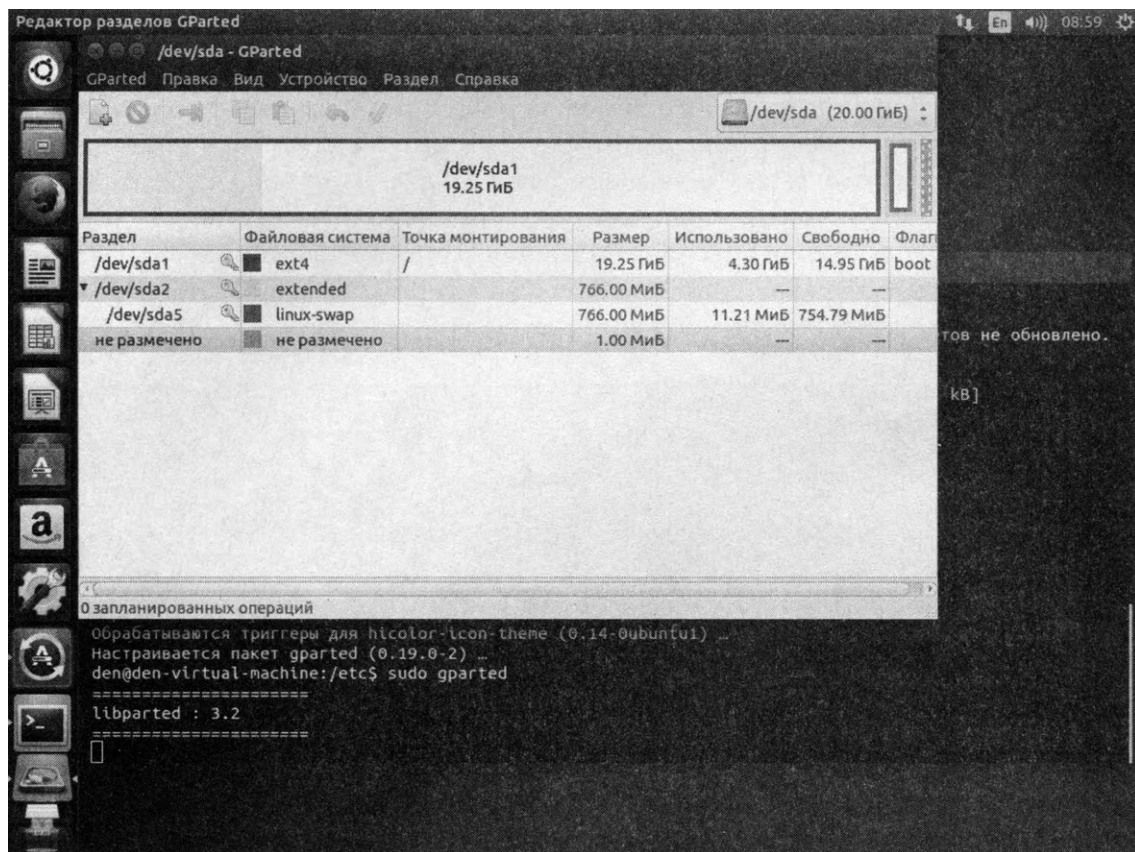 Редактор разделов GParted
En 08:59
/dev/sda - GParted
GParted Правка Вид Устройство Раздел Справка
/dev/sda (20.00 ГиБ)
/dev/sda1
19.25 ГиБ
Раздел Файловая система Точка монтирования Размер Использовано Свободно Флаги
/dev/sda1 ext4 / 19.25 ГиБ 4.30 ГиБ 14.95 ГиБ boot
/dev/sda2 extended 766.00 МиБ — —
/dev/sda5 linux-swap 766.00 МиБ 11.21 МиБ 754.79 МиБ
не размечено не размечено 1.00 МиБ — —
тов не обновлено.
kB]
a
0 запланированных операций
Обрабатываются триггеры для hicolor-icon-theme (0.14-0ubuntu1) …
Настраивается пакет gparted (0.19.0-2) …
den@den-virtual-machine:/etc$ sudo gparted
======================
libparted : 3.2
======================